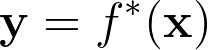 y = f*(x)